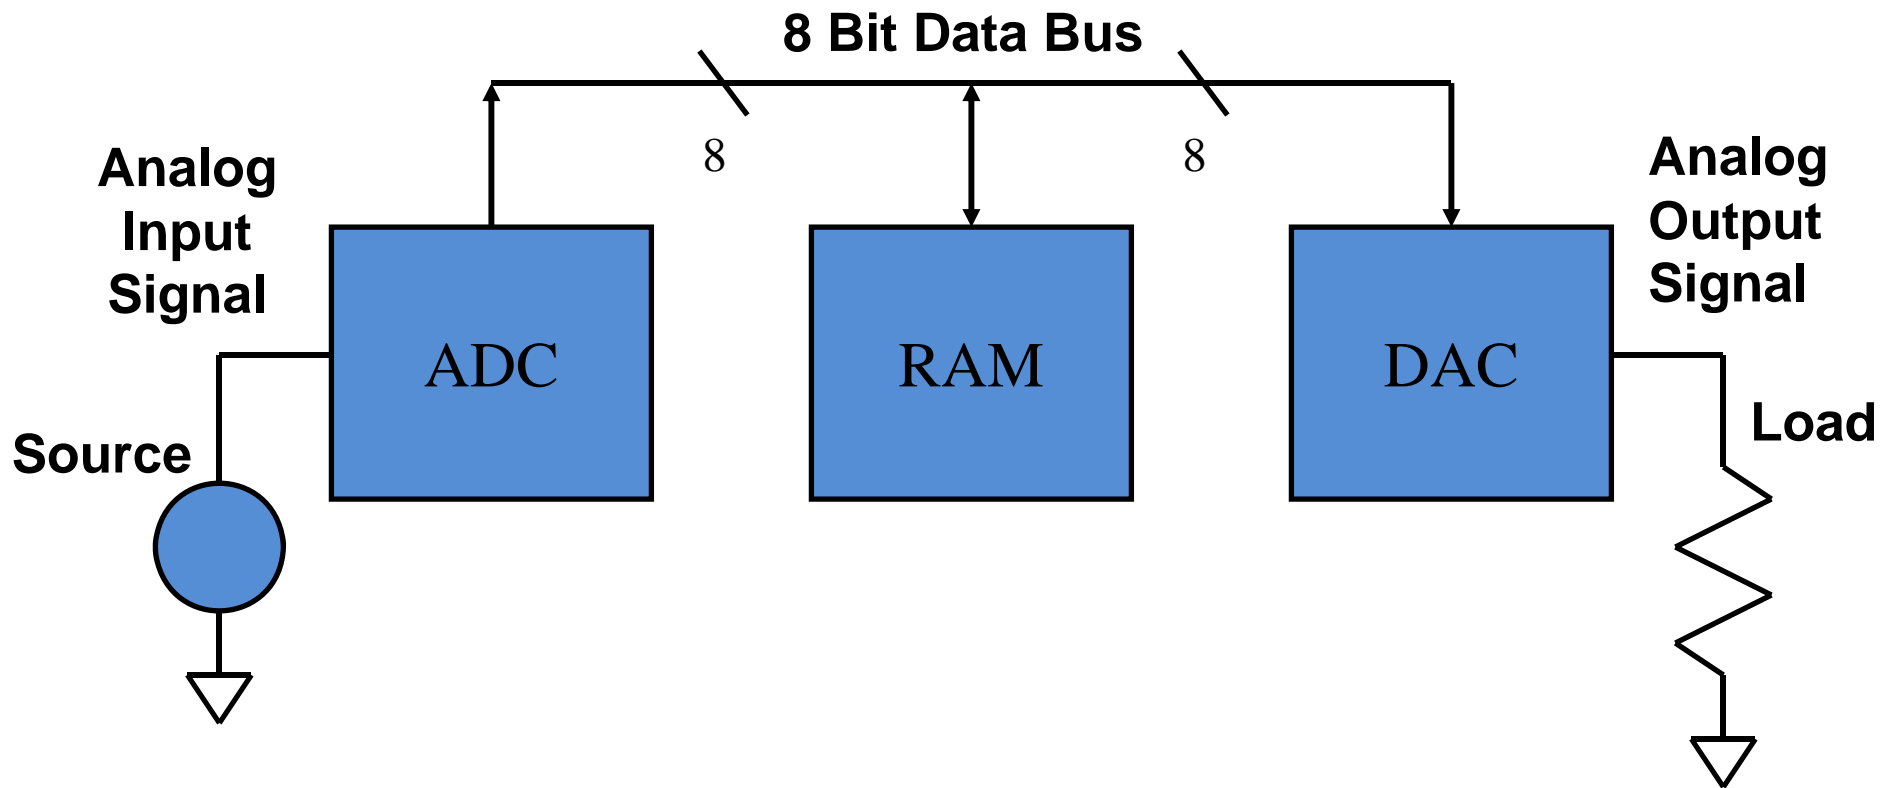 8 Bit Data Bus
8
8
Analog
Input
Signal
Analog
Output
Signal
ADC
RAM
DAC
Source
Load